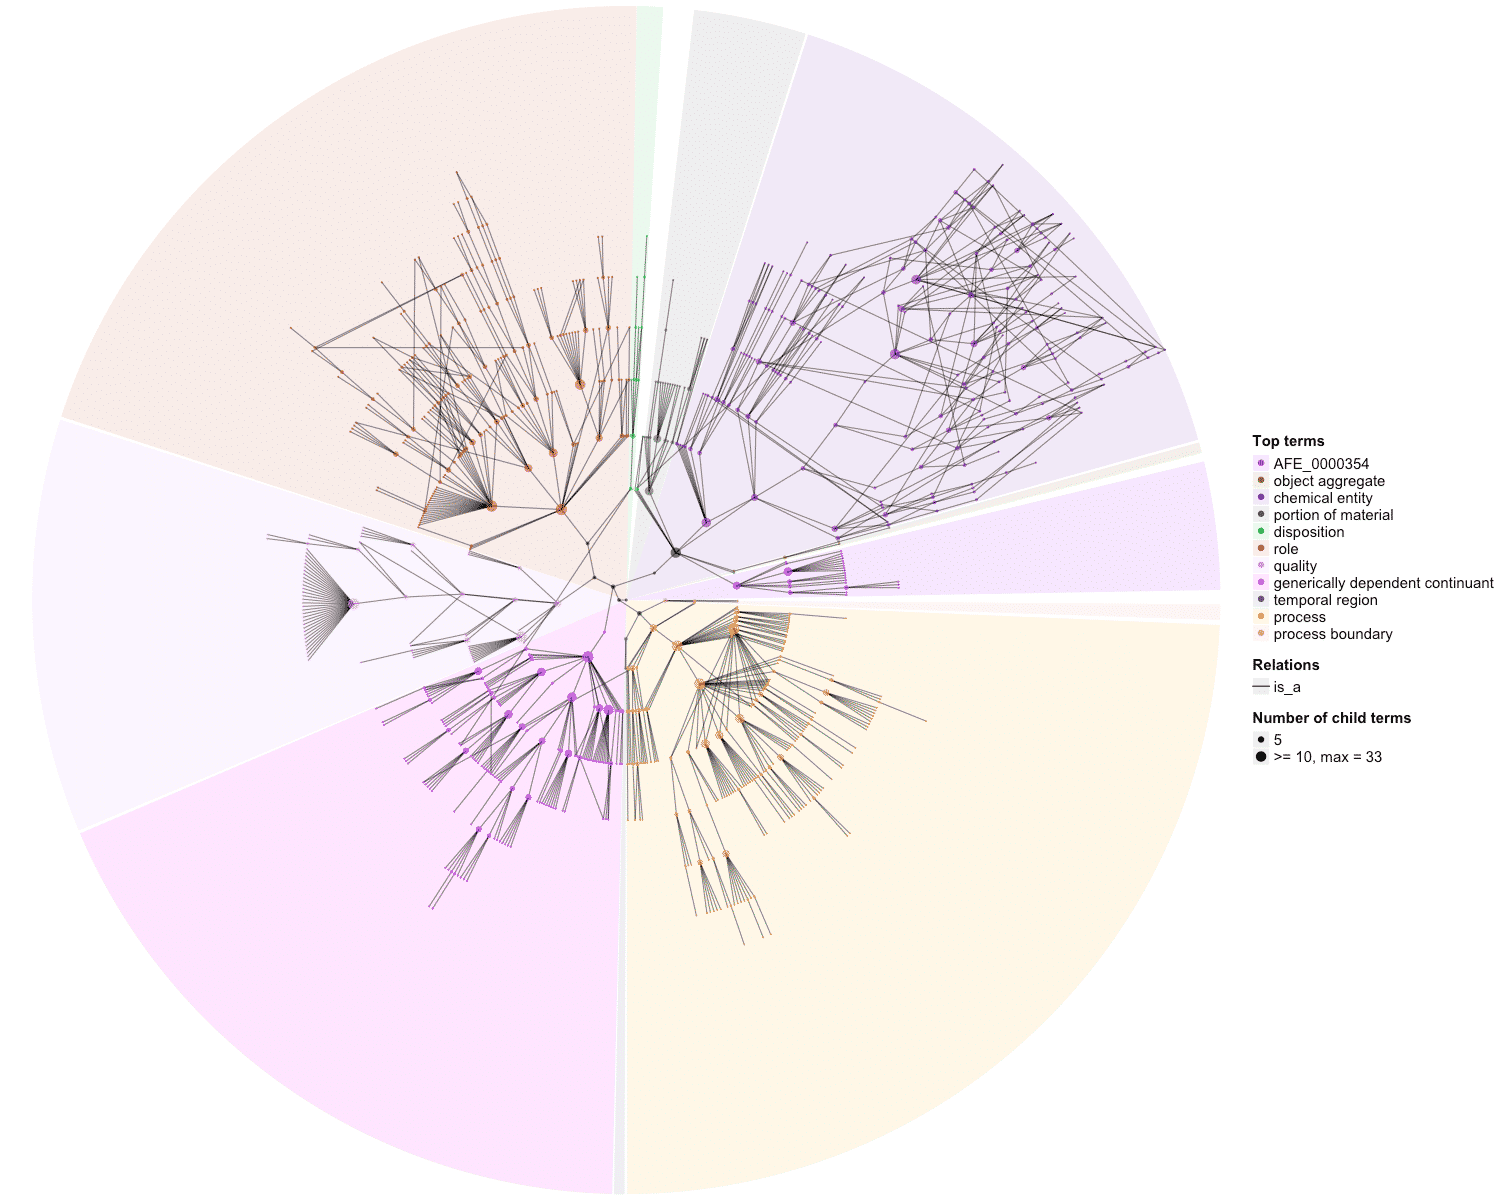 Top terms
AFE_0000354
object aggregate
chemical entity
portion of material
disposition
role
quality
generically dependent continuant
temporal region
process
process boundary
Relations
is_a
Number of child terms
5
>= 10, max = 33